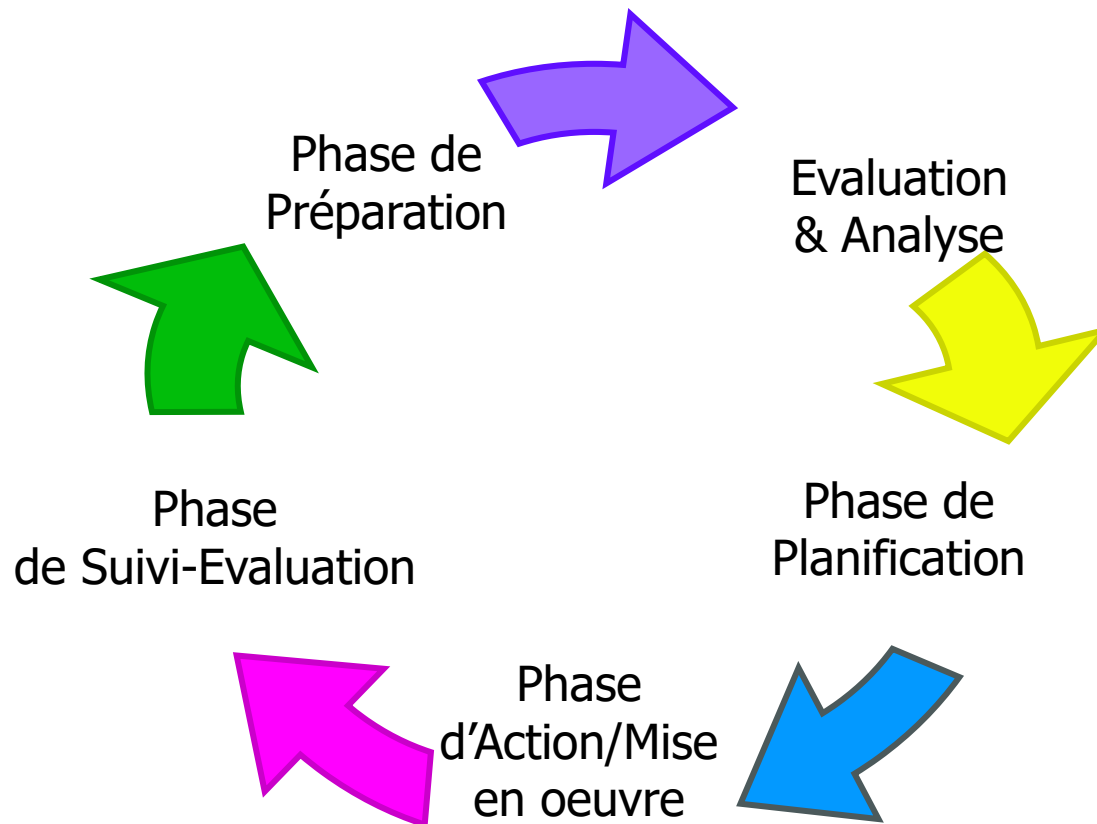 Phase de
Préparation
Evaluation
& Analyse
Phase de
Planification
Phase
d’Action/Mise
en oeuvre
Phase
de Suivi-Evaluation